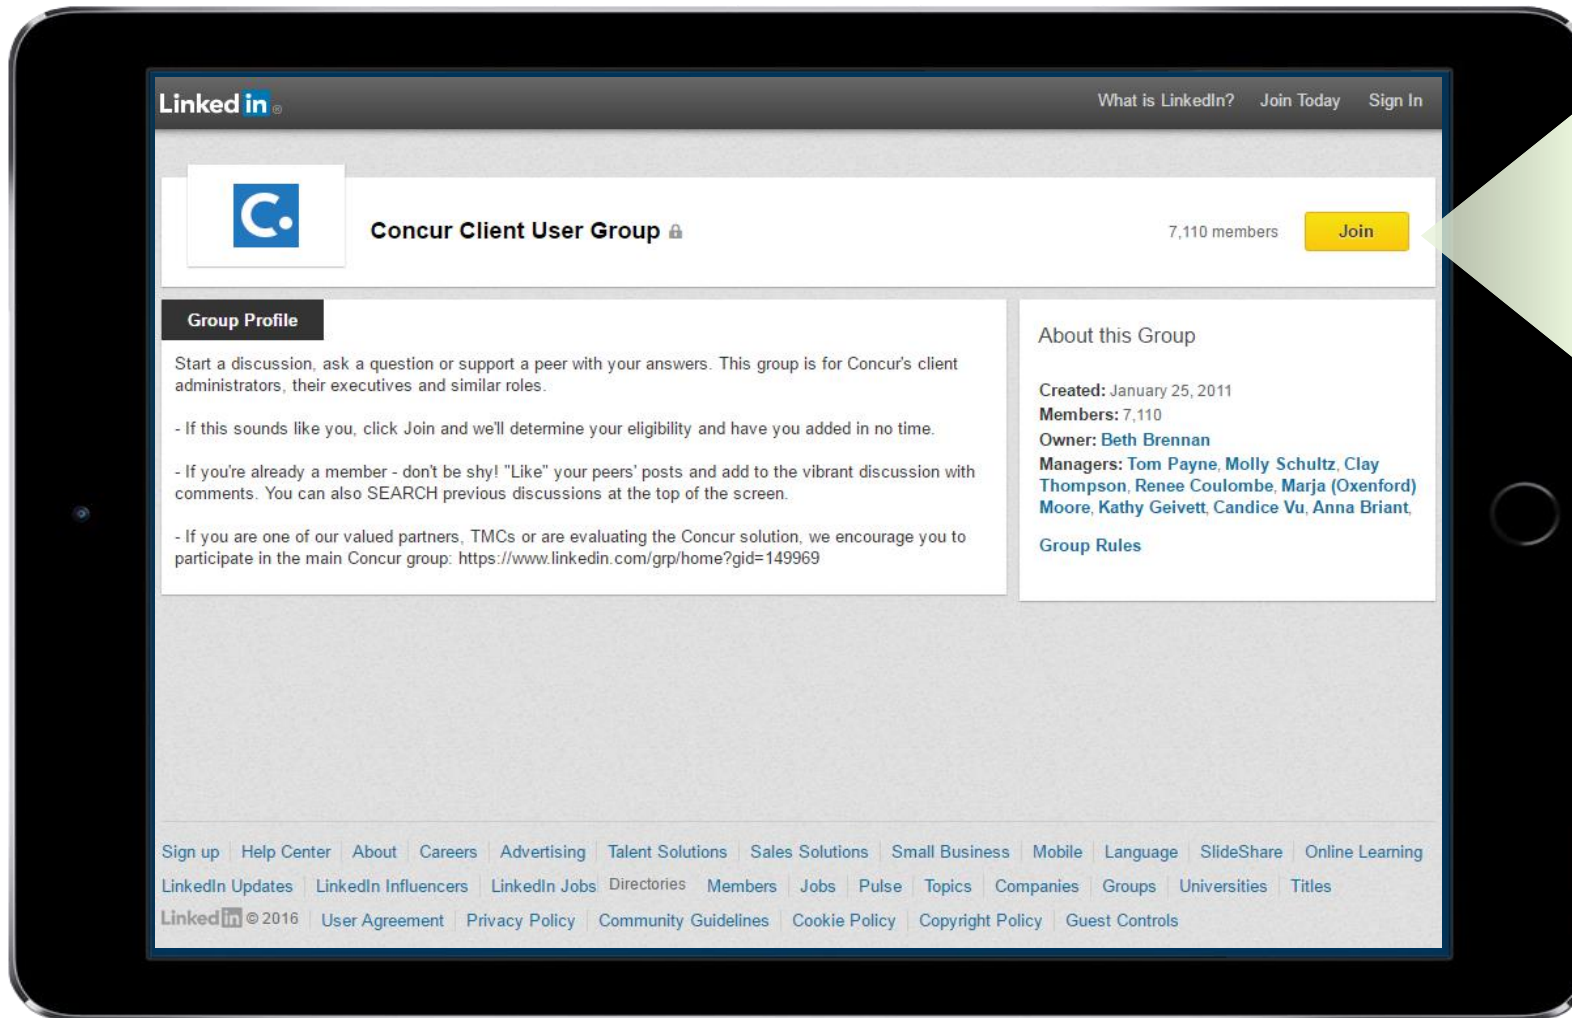 Linked in ®
What is LinkedIn? Join Today Sign In
C.
Concur Client User Group
7,110 members
Join
Group Profile
Start a discussion, ask a question or support a peer with your answers. This group is for Concur's client
administrators, their executives and similar roles.
- If this sounds like you, click Join and we'll determine your eligibility and have you added in no time.
- If you're already a member - don't be shy! "Like" your peers' posts and add to the vibrant discussion with
comments. You can also SEARCH previous discussions at the top of the screen.
- If you are one of our valued partners, TMCs or are evaluating the Concur solution, we encourage you to
participate in the main Concur group: https://www.linkedin.com/grp/home?gid=149969
About this Group
Created: January 25, 2011
Members: 7,110
Owner: Beth Brennan
Managers: Tom Payne, Molly Schultz, Clay
Thompson, Renee Coulombe, Marja (Oxenford)
Moore, Kathy Geivett, Candice Vu, Anna Briant,
Group Rules
Sign up Help Center About Careers Advertising Talent Solutions Sales Solutions Small Business Mobile Language SlideShare Online Learning
LinkedIn Updates LinkedIn Influencers LinkedIn Jobs Directories Members Jobs Pulse Topics Companies Groups Universities Titles
Linked in © 2016 User Agreement Privacy Policy Community Guidelines Cookie Policy Copyright Policy Guest Controls